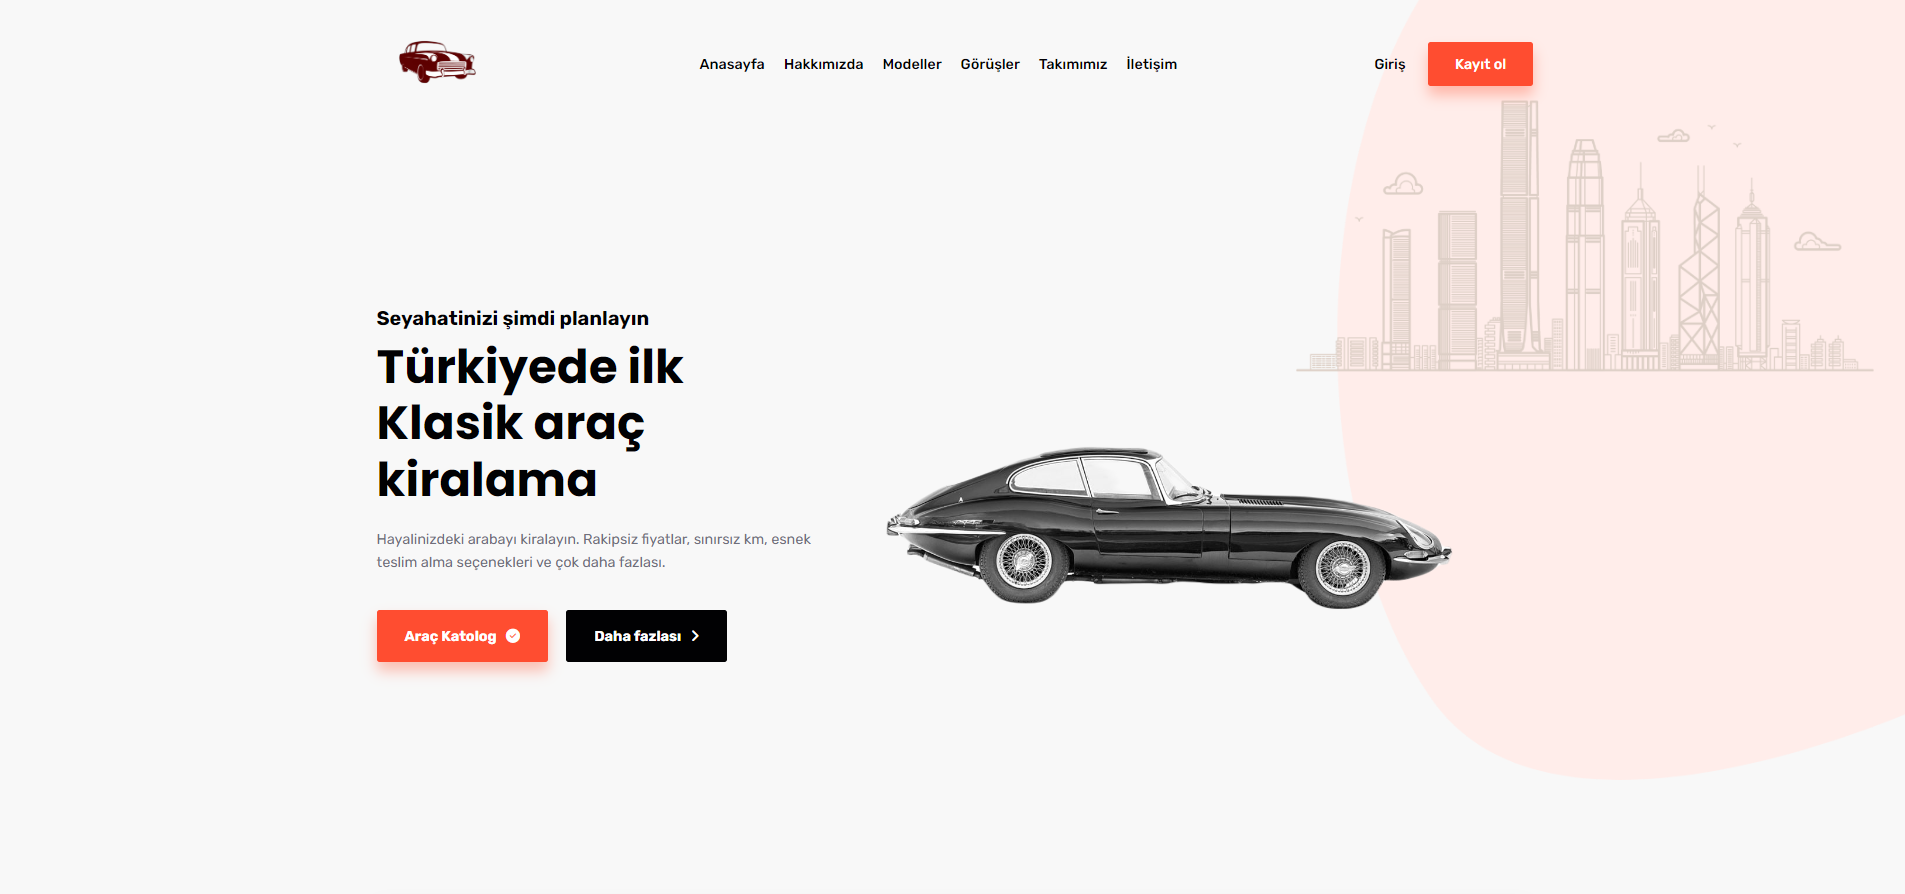 Anasayfa Hakkımızda Modeller Görüşler Takımımız İletişim Giriş Kayıt ol
Seyahatinizi şimdi planlayın
Türkiyede ilk
Klasik araç
kiralama
Hayalinizdeki arabayı kiralayın. Rakipsiz fiyatlar, sınırsız km, esnek
teslim alma seçenekleri ve çok daha fazlası.
Araç Katolog Daha fazlası